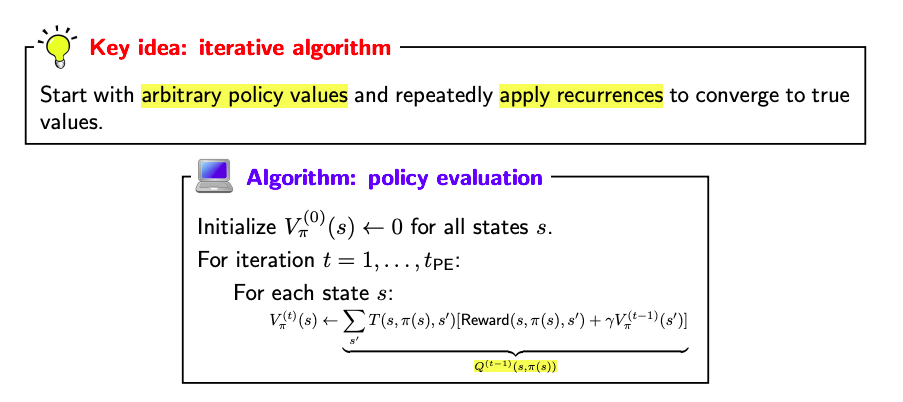 Key idea: iterative algorithm
Start with arbitrary policy values and repeatedly apply recurrences to converge to true
values.
Algorithm: policy evaluation
Initialize $V_\pi^{(0)}(s) \leftarrow 0$ for all states $s$.
For iteration $t = 1, \ldots, t_{\text{PE}}$:
For each state $s$:
$V_\pi^{(t)}(s) \leftarrow \underbrace{\sum_{s'} T(s, \pi(s), s')[\text{Reward}(s, \pi(s), s') + \gamma V_\pi^{(t-1)}(s')]}_{Q^{(t-1)}(s, \pi(s))}$